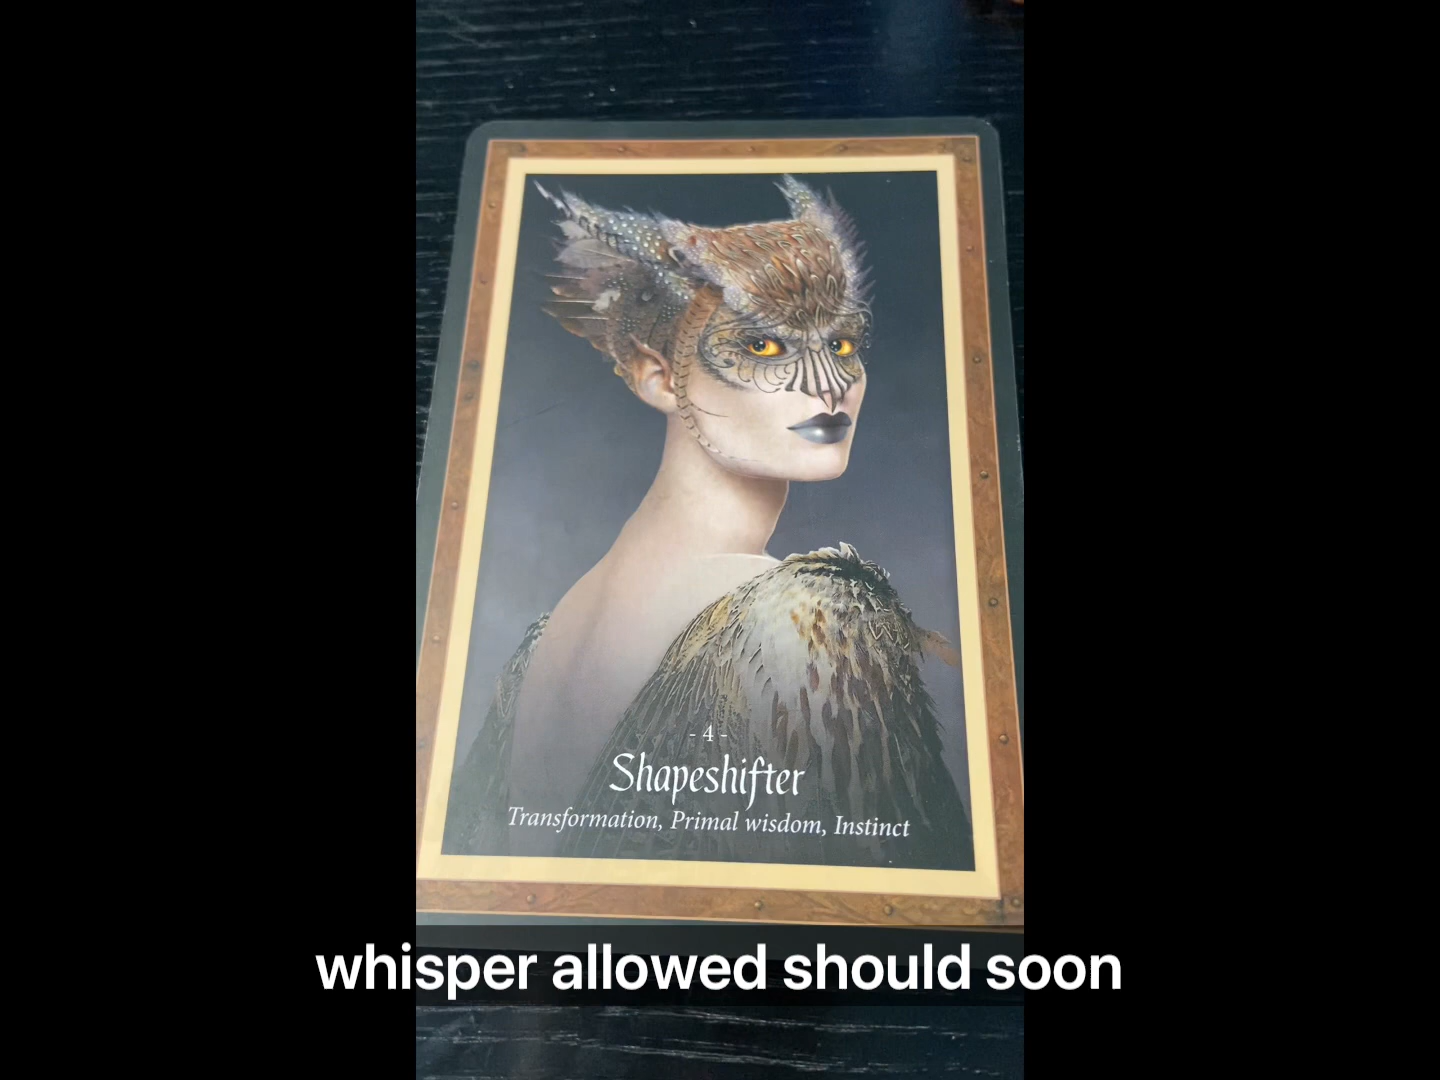 - 4 -
Shapeshifter
Transformation, Primal wisdom, Instinct
whisper allowed should soon